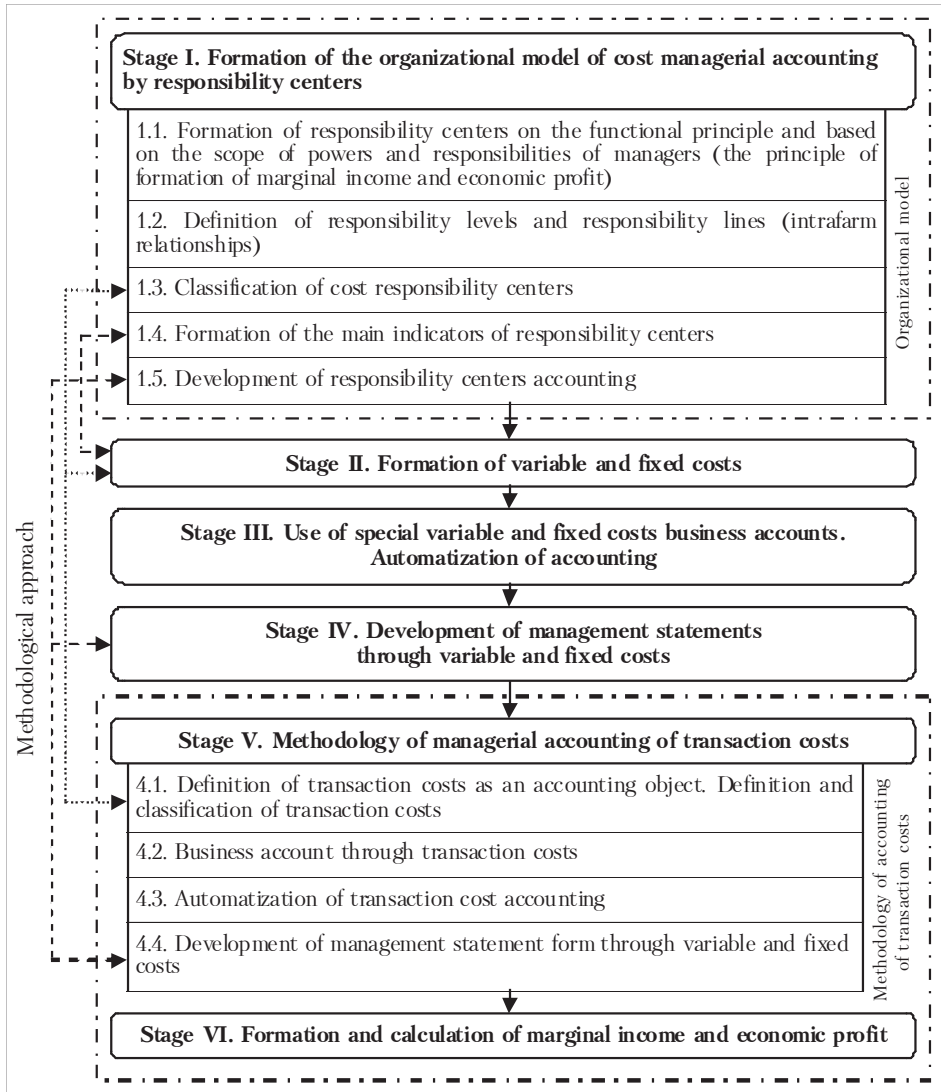 Stage I. Formation of the organizational model of cost managerial accounting
by responsibility centers
1.1. Formation of responsibility centers on the functional principle and based
on the scope of powers and responsibilities of managers (the principle of
formation of marginal income and economic profit)
1.2. Definition of responsibility levels and responsibility lines (intrafarm
relationships)
1.3. Classification of cost responsibility centers
1.4. Formation of the main indicators of responsibility centers
1.5. Development of responsibility centers accounting
Organizational model
Stage II. Formation of variable and fixed costs
Stage III. Use of special variable and fixed costs business accounts.
Automatization of accounting
Stage IV. Development of management statements
through variable and fixed costs
Methodological approach
Stage V. Methodology of managerial accounting of transaction costs
4.1. Definition of transaction costs as an accounting object. Definition and
classification of transaction costs
4.2. Business account through transaction costs
4.3. Automatization of transaction cost accounting
4.4. Development of management statement form through variable and fixed
costs
Methodology of accounting
of transaction costs
Stage VI. Formation and calculation of marginal income and economic profit